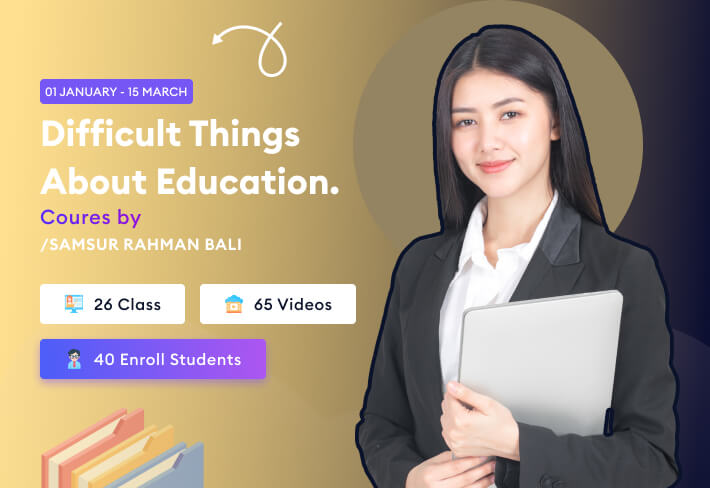 01 JANUARY - 15 MARCH
Difficult Things
About Education.
Coures by
/SAMSUR RAHMAN BALI
26 Class
65 Videos
40 Enroll Students